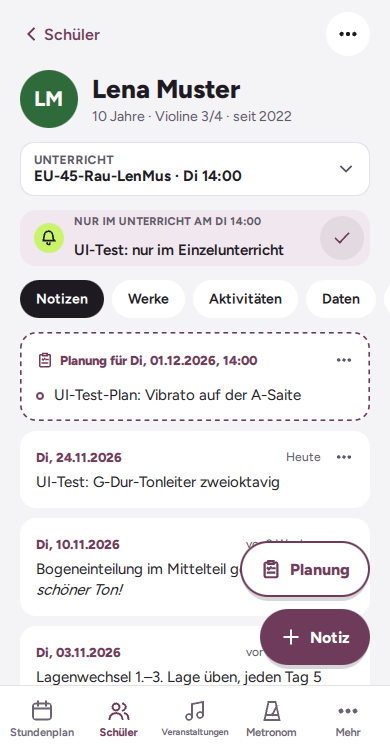 Schüler
LM
Lena Muster
10 Jahre · Violine 3/4 · seit 2022
UNTERRICHT
EU-45-Rau-LenMus · Di 14:00
NUR IM UNTERRICHT AM DI 14:00
UI-Test: nur im Einzelunterricht
Notizen Werke Aktivitäten Daten
Planung für Di, 01.12.2026, 14:00
UI-Test-Plan: Vibrato auf der A-Saite
Di, 24.11.2026 Heute
UI-Test: G-Dur-Tonleiter zweioktavig
Di, 10.11.2026
Bogeneinteilung im Mittelteil
schöner Ton!
Planung
Di, 03.11.2026 vor
Lagenwechsel 1.–3. Lage üben, jeden Tag 5
Notiz
Stundenplan Schüler Veranstaltungen Metronom Mehr